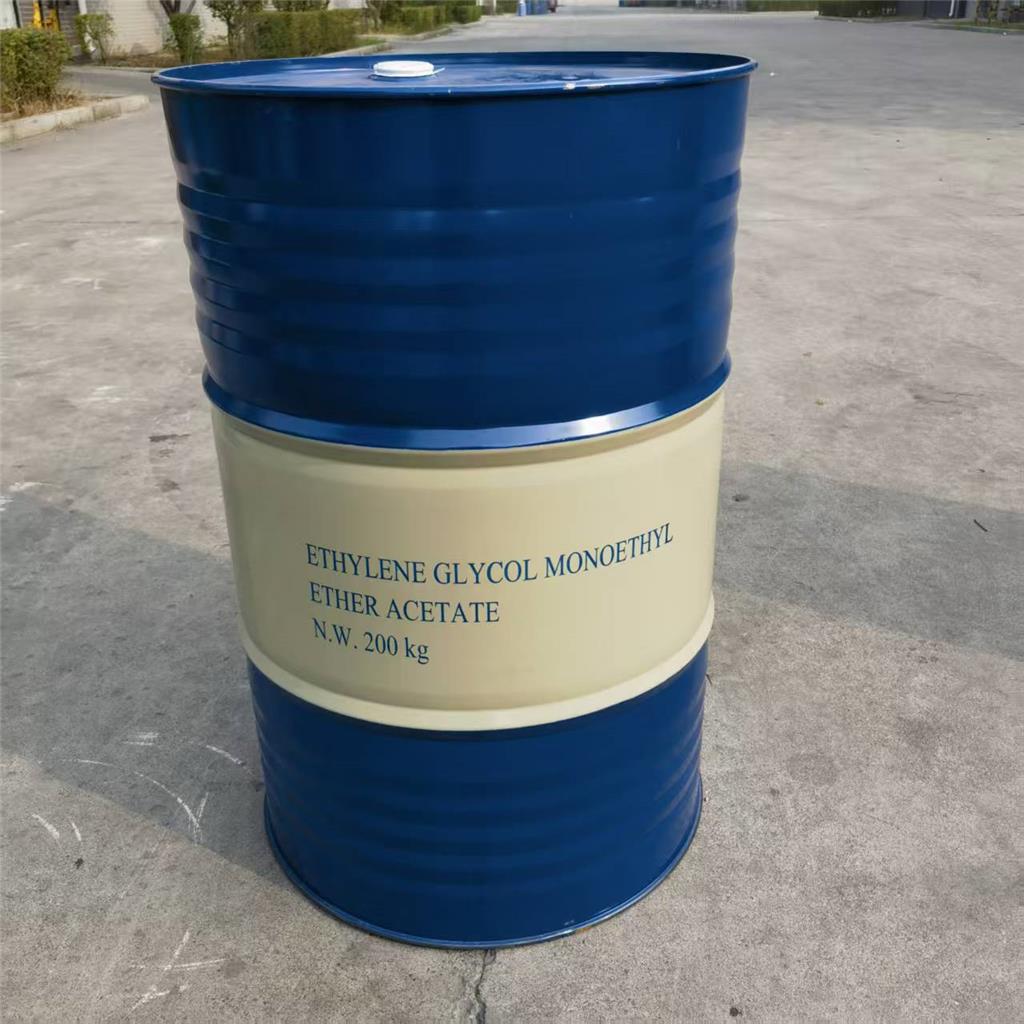 ETHYLENE GLYCOL MONOETHYL
ETHER ACETATE
N.W. 200 kg